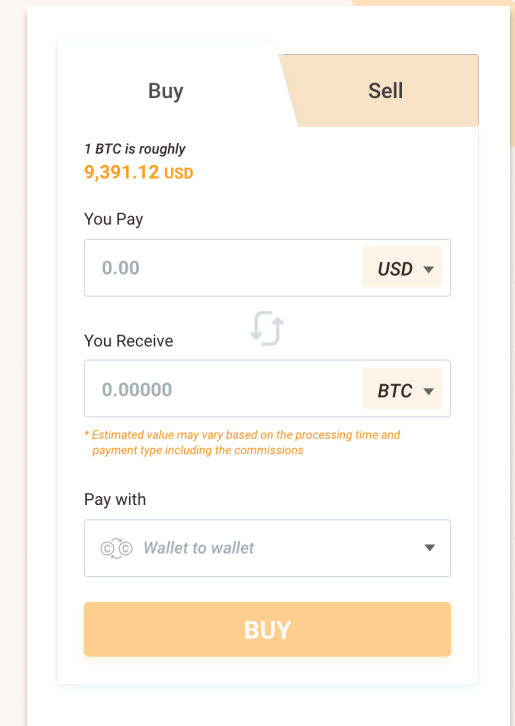 Buy
Sell
1 BTC is roughly
9,391.12 USD
You Pay
0.00
USD
You Receive
0.00000
BTC
* Estimated value may vary based on the processing time and
payment type including the commissions
Pay with
Wallet to wallet
BUY